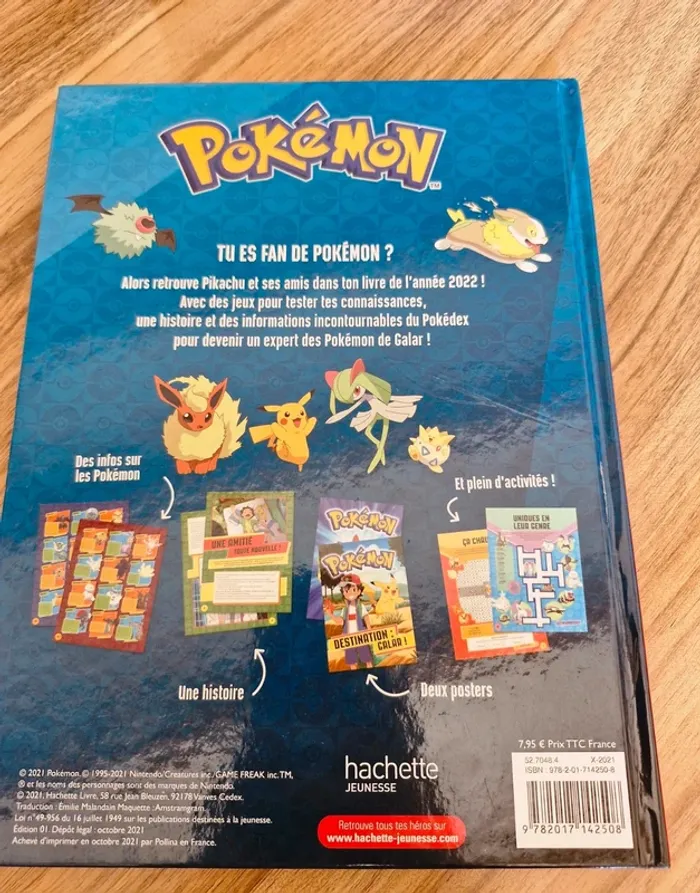 POKÉMON
TM
TU ES FAN DE POKÉMON ?
Alors retrouve Pikachu et ses amis dans ton livre de l'année 2022 !
Avec des jeux pour tester tes connaissances,
une histoire et des informations incontournables du Pokédex
pour devenir un expert des Pokémon de Galar !
Des infos sur
les Pokémon
Et plein d'activités !
UNE AMITIÉ
TOUTE NOUVELLE !
POKÉMON
POKÉMON
DESTINATION :
GALAR !
ÇA CHAU
UNIQUES EN
LEUR GENRE
Une histoire
Deux posters
7,95 € Prix TTC France
52.7048.4
X-2021
ISBN : 978-2-01-714250-8
9 782017 142508
© 2021 Pokémon. © 1995-2021 Nintendo/Creatures inc. GAME FREAK inc. TM,
® et les noms des personnages sont des marques de Nintendo.
© 2021, Hachette Livre, 58 rue Jean Bleuzen, 92178 Vanves Cedex.
Traduction : Émilie Malandain Maquette : Amstramgram.
Loi n°49-956 du 16 juillet 1949 sur les publications destinées à la jeunesse.
Édition 01. Dépôt légal : octobre 2021
Achevé d'imprimer en octobre 2021 par Pollina en France.
hachette
JEUNESSE
Retrouve tous tes héros sur
www.hachette-jeunesse.com